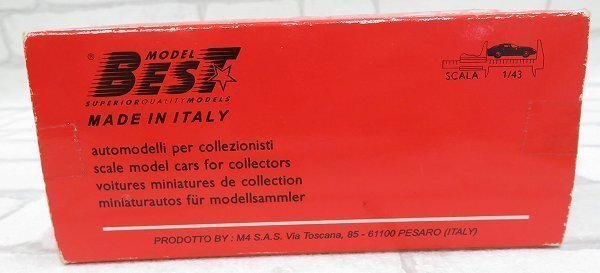 ® MODEL
BEST
SUPERIOR QUALITY MODELS
MADE IN ITALY
SCALA 1/43
automodelli per collezionisti
scale model cars for collectors
voitures miniatures de collection
miniaturautos für modellsammler
PRODOTTO BY : M4 S.A.S. Via Toscana, 85 - 61100 PESARO (ITALY)